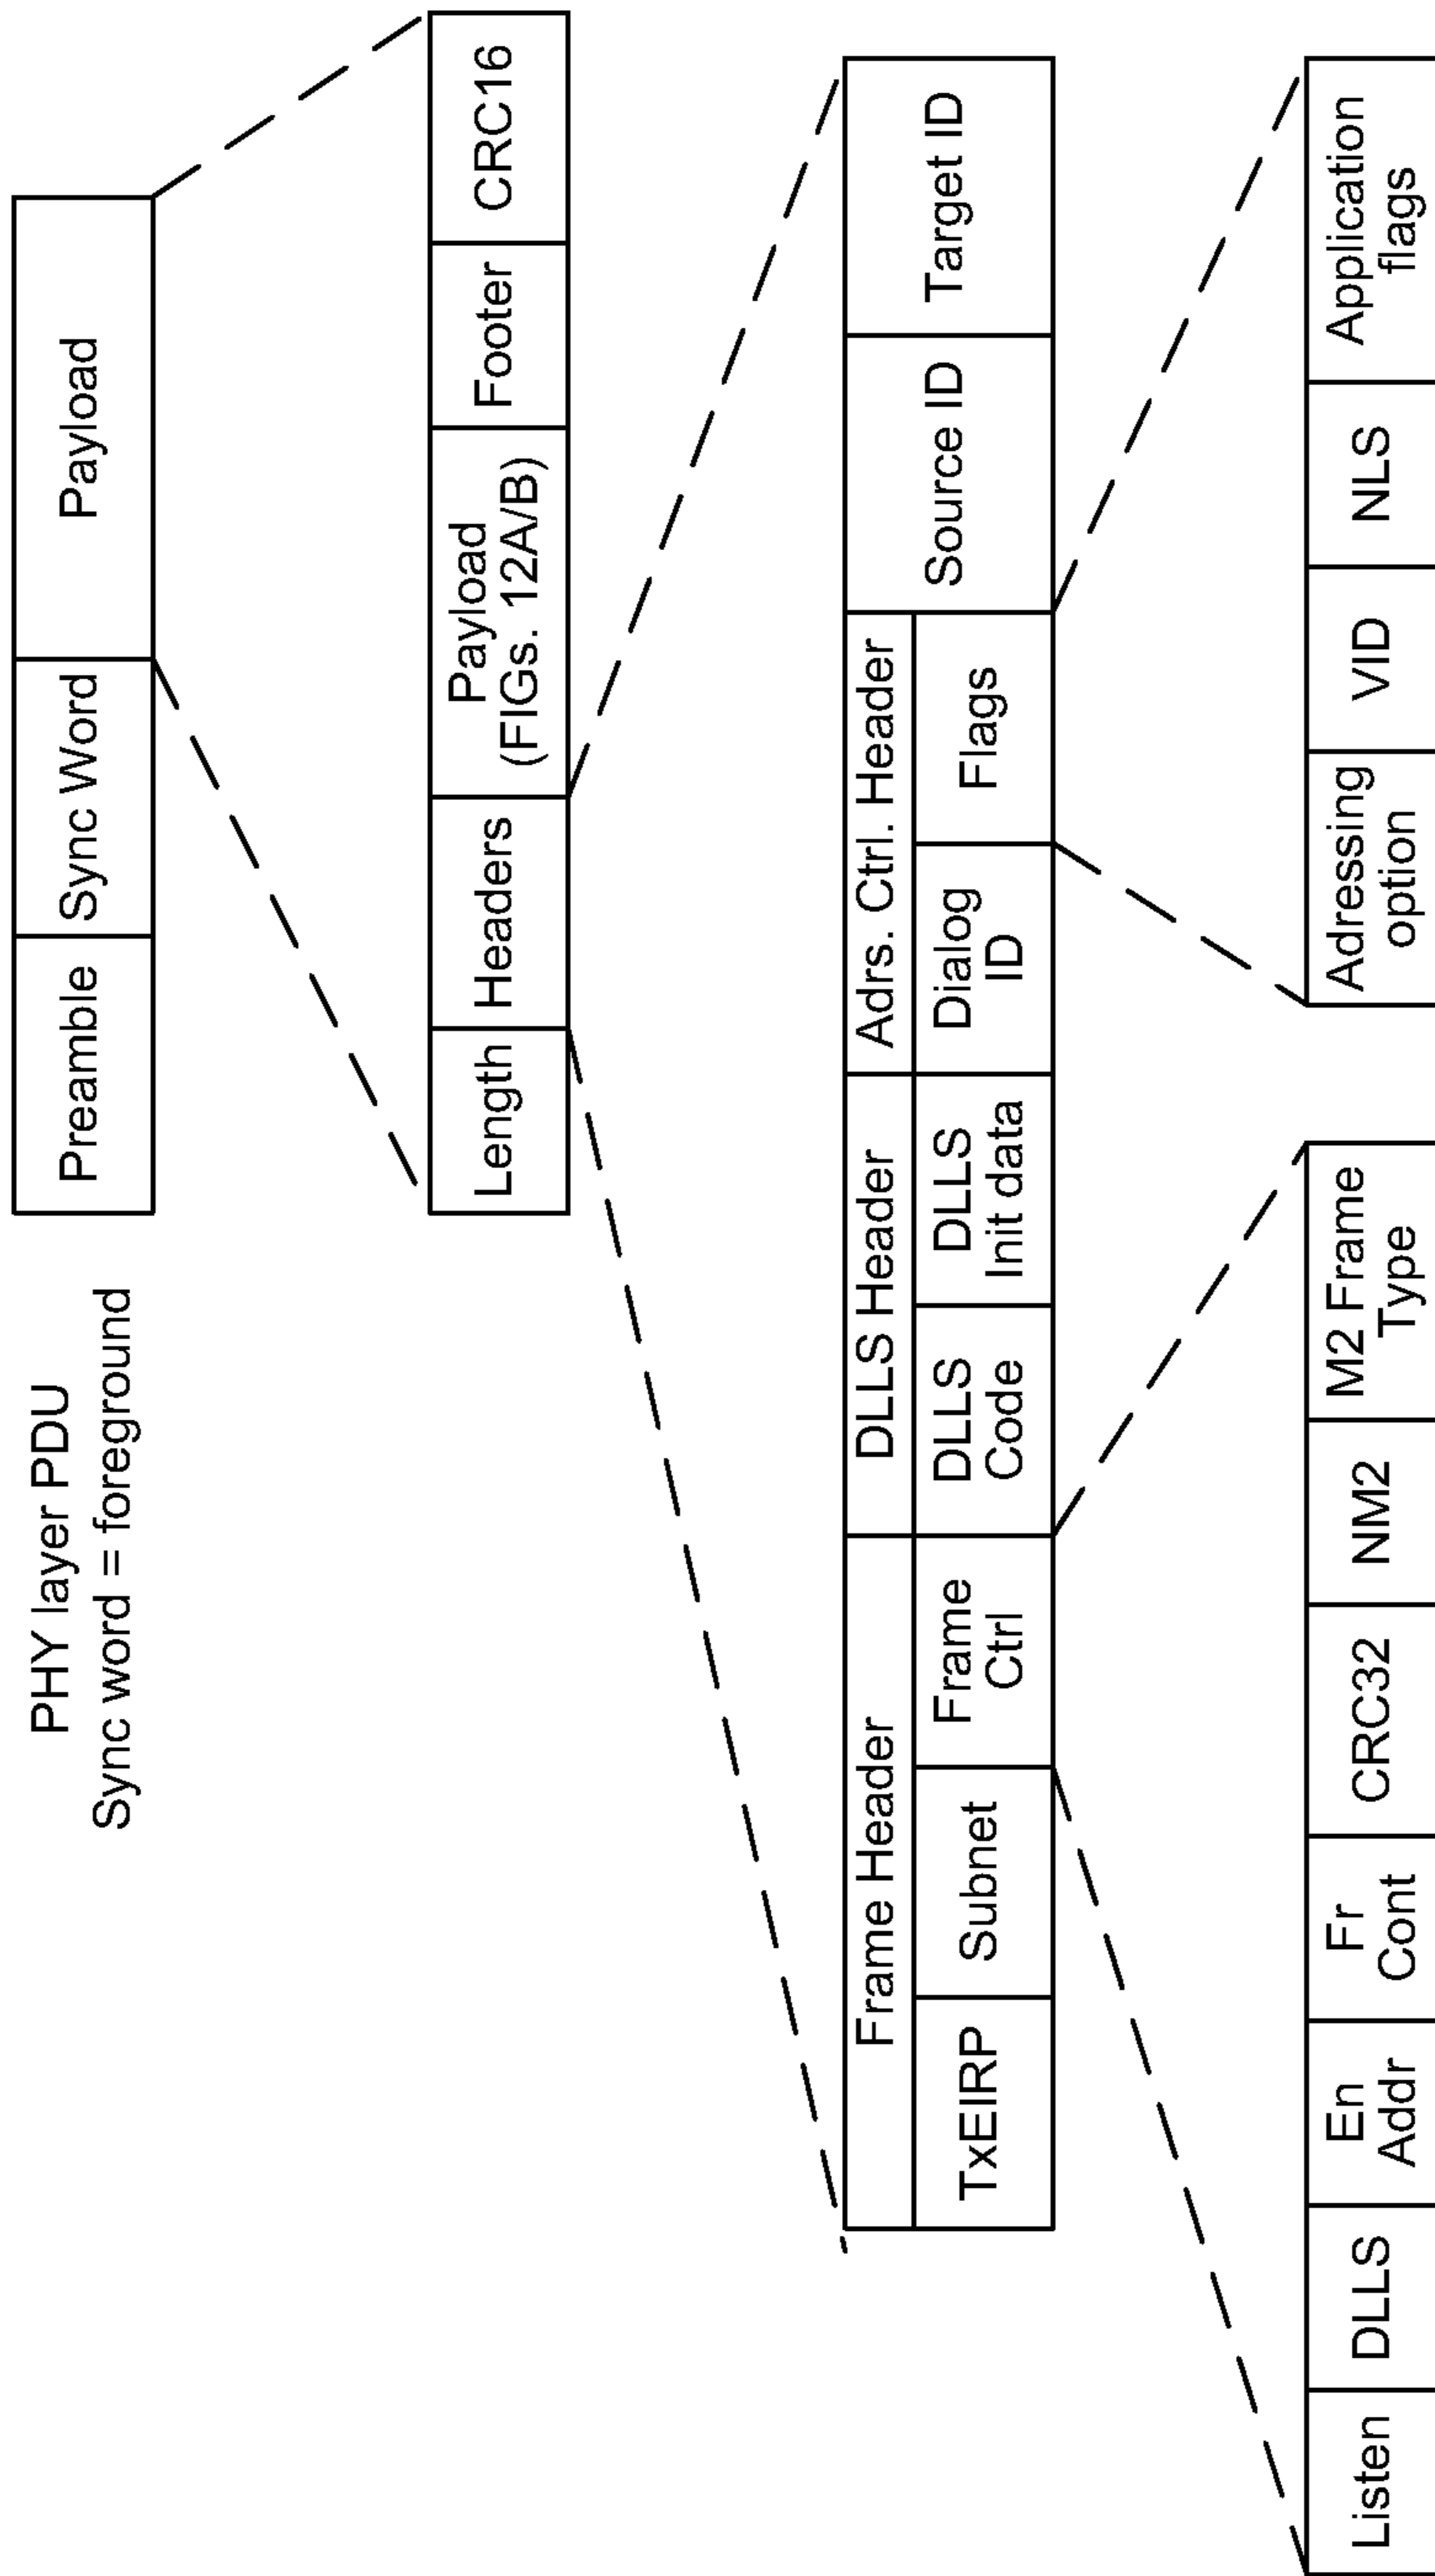 PHY layer PDU
Sync word = foreground
Preamble
Sync Word
Payload
Length
Headers
Payload
(FIGs. 12A/B)
Footer
CRC16
Frame Header
DLLS Header
Adrs. Ctrl. Header
Source ID
Target ID
TxEIRP
Subnet
Frame
Ctrl
DLLS
Code
DLLS
Init data
Dialog
ID
Flags
Listen
DLLS
En
Addr
Fr
Cont
CRC32
NM2
M2 Frame
Type
Adressing
option
VID
NLS
Application
flags